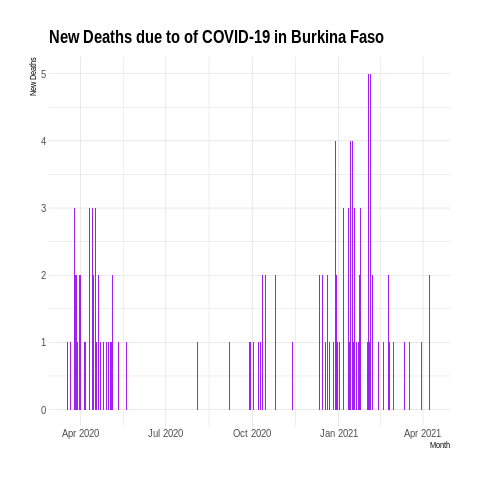 New Deaths due to of COVID-19 in Burkina Faso
New Deaths
5
4
3
2
1
0
Apr 2020 Jul 2020 Oct 2020 Jan 2021 Apr 2021
Month